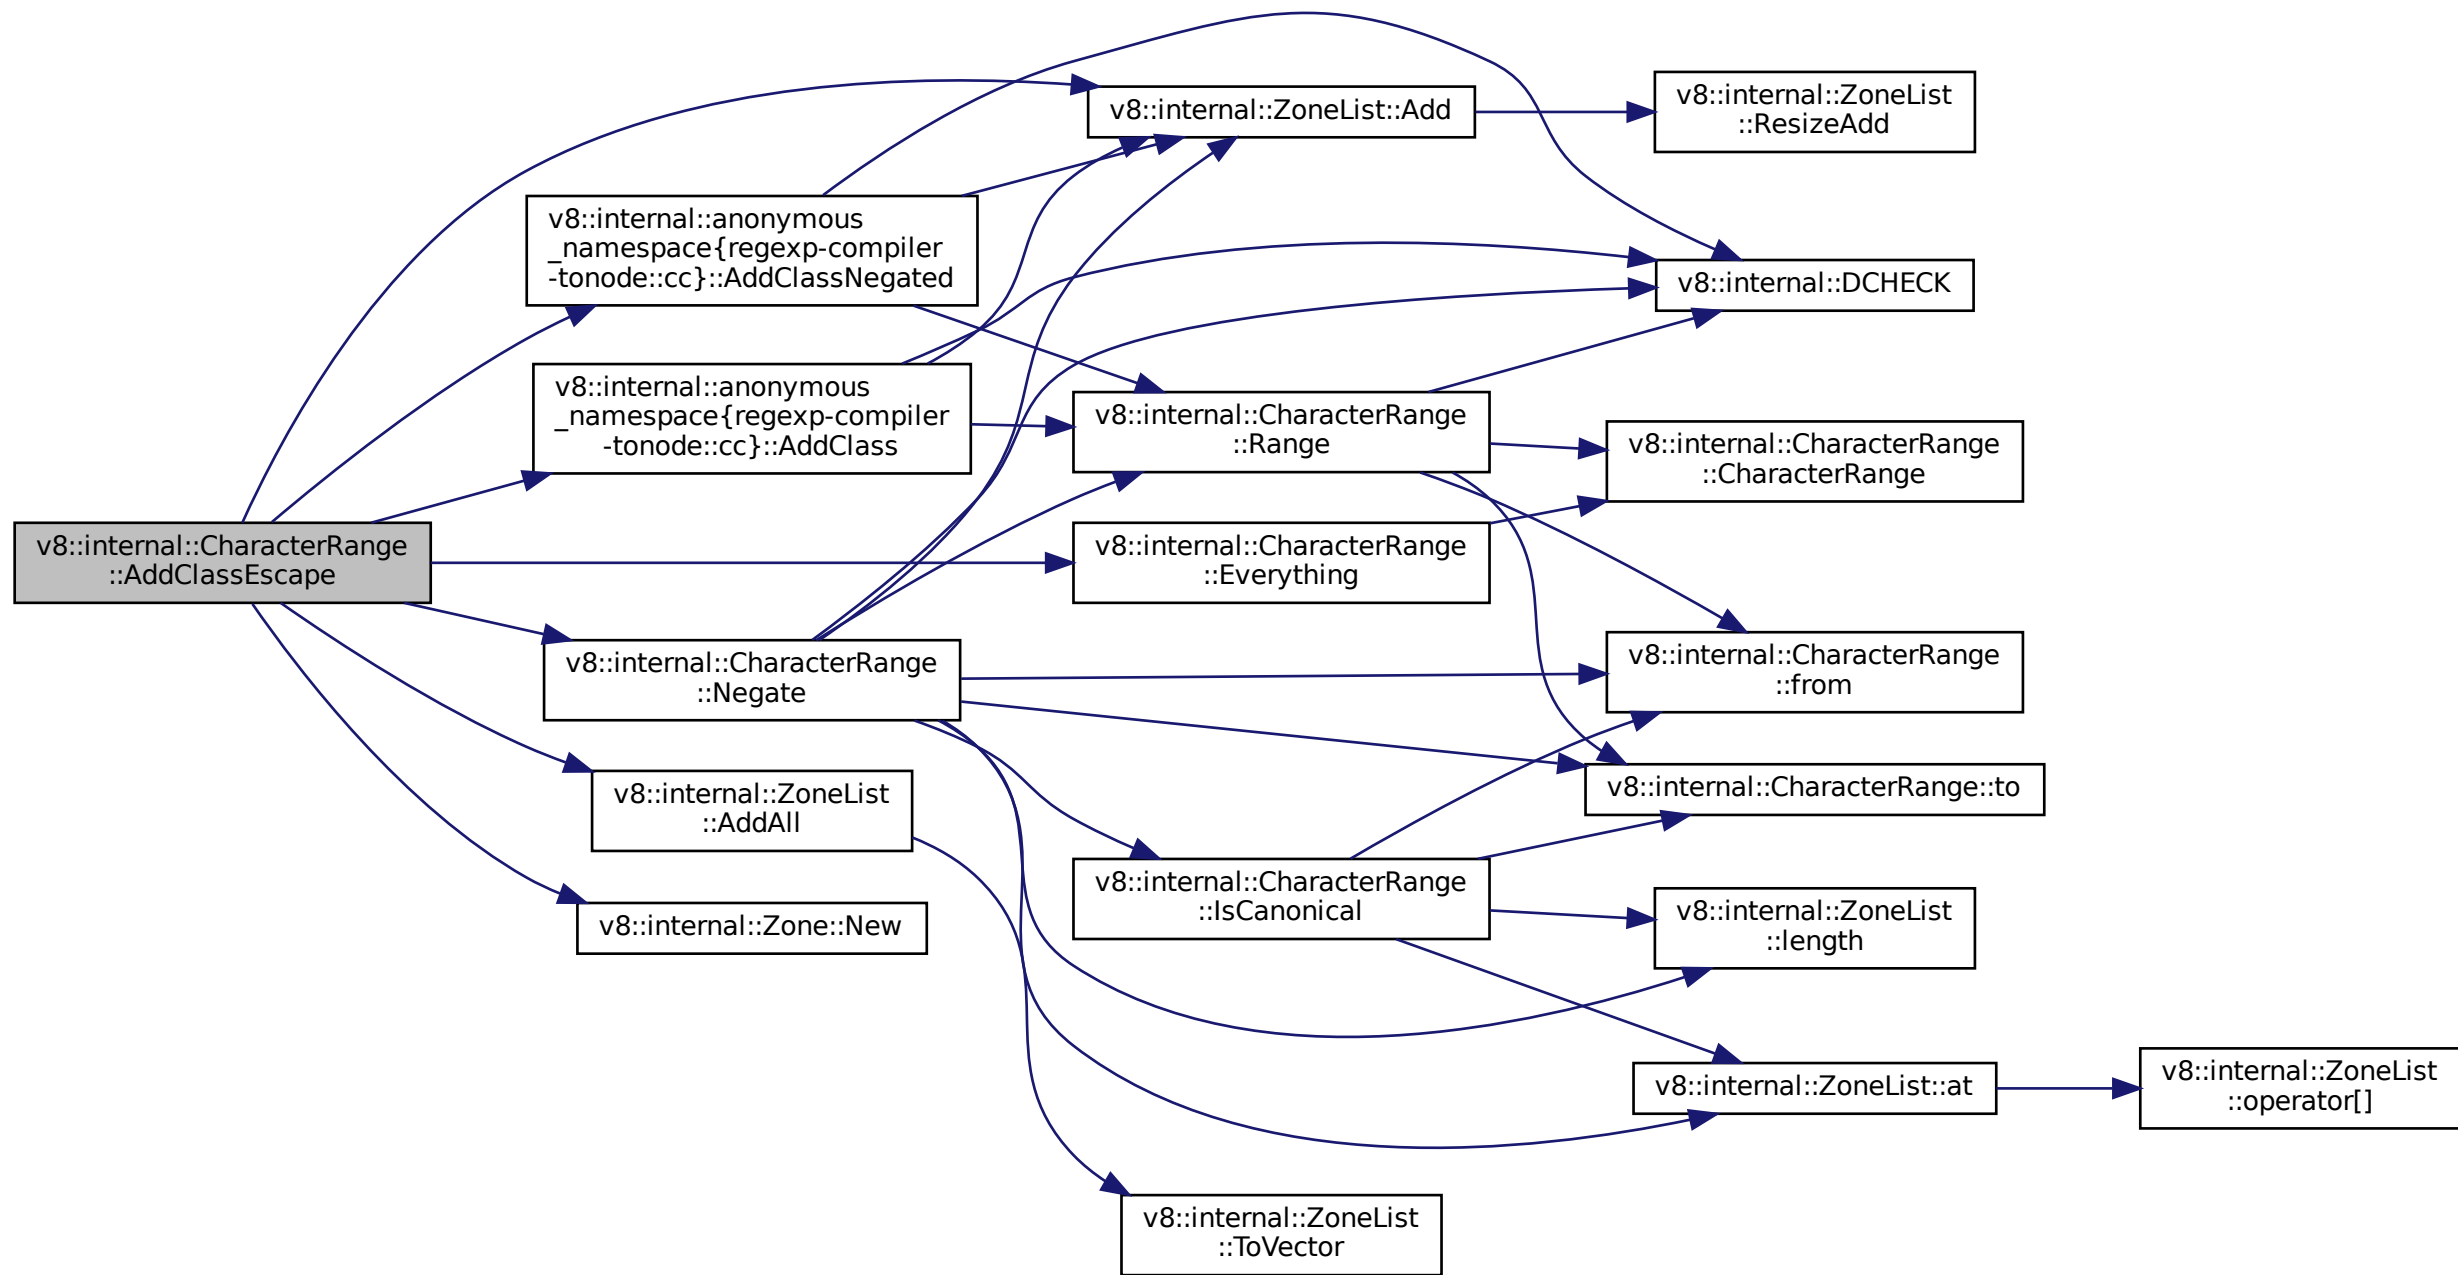 v8::internal::CharacterRange
::AddClassEscape
v8::internal::anonymous
_namespace{regexp-compiler
-tonode::cc}::AddClassNegated
v8::internal::anonymous
_namespace{regexp-compiler
-tonode::cc}::AddClass
v8::internal::CharacterRange
::Negate
v8::internal::ZoneList
::AddAll
v8::internal::Zone::New
v8::internal::ZoneList::Add
v8::internal::CharacterRange
::Range
v8::internal::CharacterRange
::Everything
v8::internal::CharacterRange
::IsCanonical
v8::internal::ZoneList
::ToVector
v8::internal::ZoneList
::ResizeAdd
v8::internal::DCHECK
v8::internal::CharacterRange
::CharacterRange
v8::internal::CharacterRange
::from
v8::internal::CharacterRange::to
v8::internal::ZoneList
::length
v8::internal::ZoneList::at
v8::internal::ZoneList
::operator[]